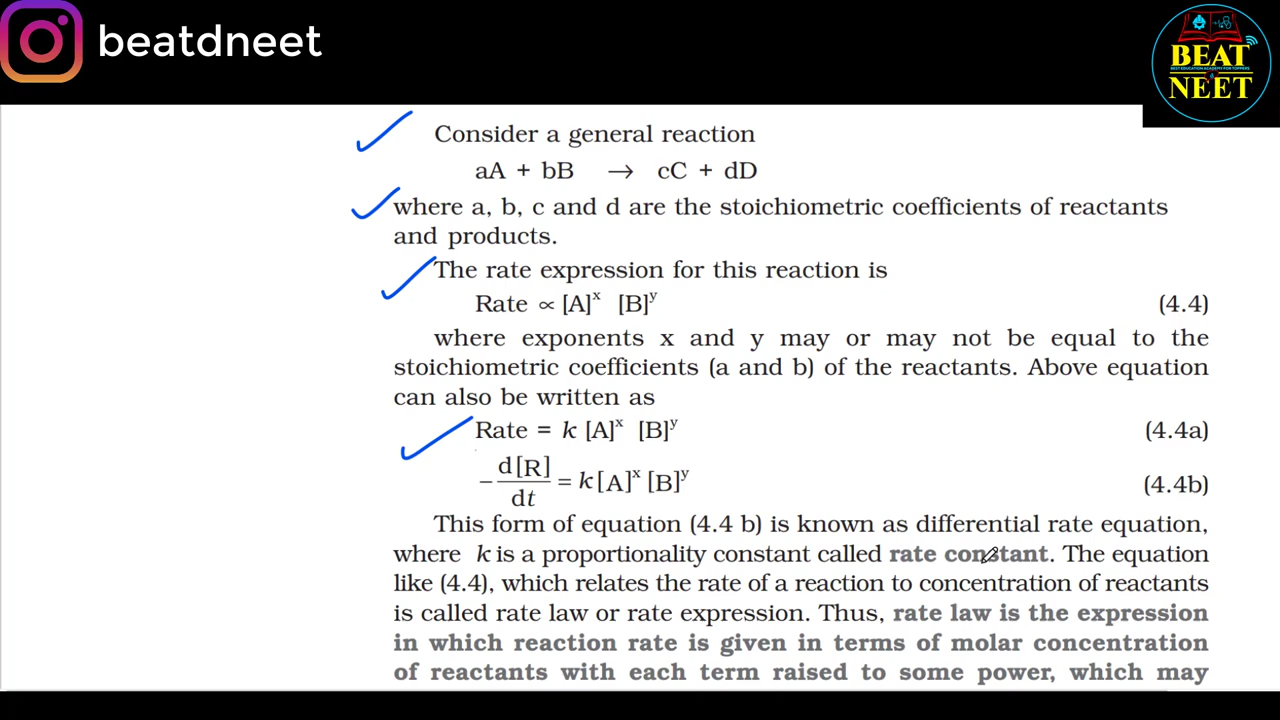 beatdneet
BEAT
BEST EDUCATION ACADEMY FOR TOPPERS
NEET
Consider a general reaction
aA + bB → cC + dD
where a, b, c and d are the stoichiometric coefficients of reactants
and products.
The rate expression for this reaction is
Rate ∝ [A]ˣ [B]ʸ (4.4)
where exponents x and y may or may not be equal to the
stoichiometric coefficients (a and b) of the reactants. Above equation
can also be written as
Rate = k [A]ˣ [B]ʸ (4.4a)
−d[R]/dt = k[A]ˣ [B]ʸ (4.4b)
This form of equation (4.4 b) is known as differential rate equation,
where k is a proportionality constant called rate constant. The equation
like (4.4), which relates the rate of a reaction to concentration of reactants
is called rate law or rate expression. Thus, rate law is the expression
in which reaction rate is given in terms of molar concentration
of reactants with each term raised to some power, which may